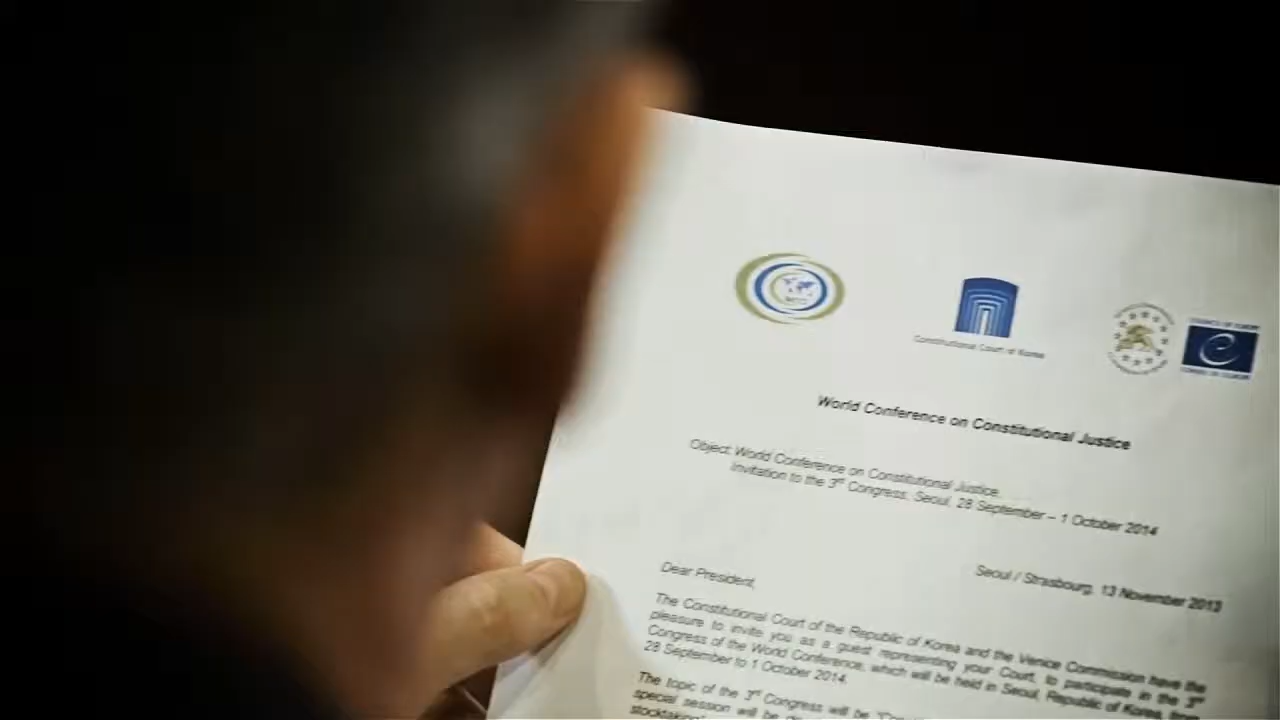 Constitutional Court of Korea
World Conference on Constitutional Justice
Object: World Conference on Constitutional Justice
Invitation to the 3rd Congress, Seoul, 28 September – 1 October 2014
Seoul / Strasbourg, 13 November 2013
Dear President,
The Constitutional Court of the Republic of Korea and the Venice Commission have the
pleasure to invite you as a guest representing your Court, to participate in the 3rd
Congress of the World Conference, which will be held in Seoul, Republic of Korea, from
28 September to 1 October 2014.
The topic of the 3rd Congress will be
special session will be
stocktaking"